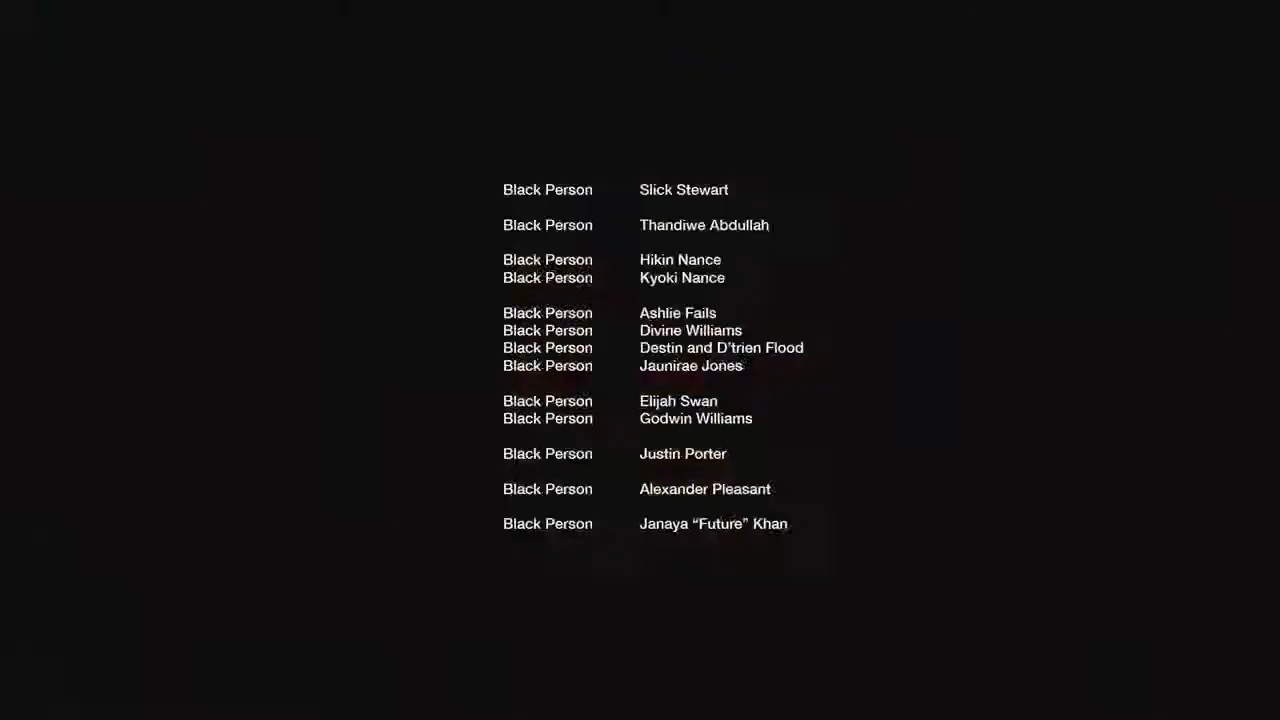 Black Person Slick Stewart
Black Person Thandiwe Abdullah
Black Person Hikin Nance
Black Person Kyoki Nance
Black Person Ashlie Fails
Black Person Divine Williams
Black Person Destin and D'trien Flood
Black Person Jaunirae Jones
Black Person Elijah Swan
Black Person Godwin Williams
Black Person Justin Porter
Black Person Alexander Pleasant
Black Person Janaya “Future” Khan